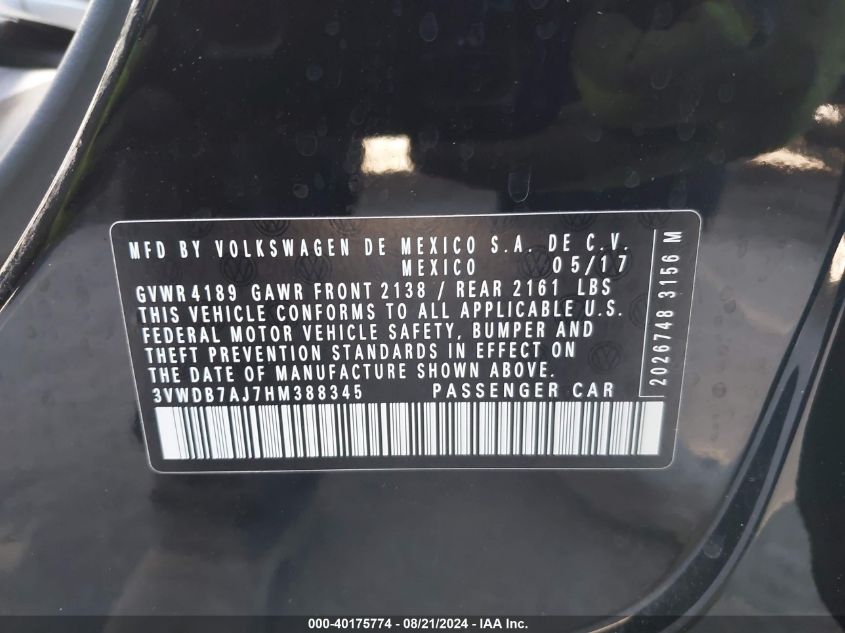 MFD BY VOLKSWAGEN DE MEXICO S.A. DE C.V.
MEXICO 05/17
GVWR 4189 GAWR FRONT 2138 / REAR 2161 LBS
THIS VEHICLE CONFORMS TO ALL APPLICABLE U.S.
FEDERAL MOTOR VEHICLE SAFETY, BUMPER AND
THEFT PREVENTION STANDARDS IN EFFECT ON
THE DATE OF MANUFACTURE SHOWN ABOVE.
3VWDB7AJ7HM388345 PASSENGER CAR
2026748 3156 M
000-40175774 - 08/21/2024 - IAA Inc.